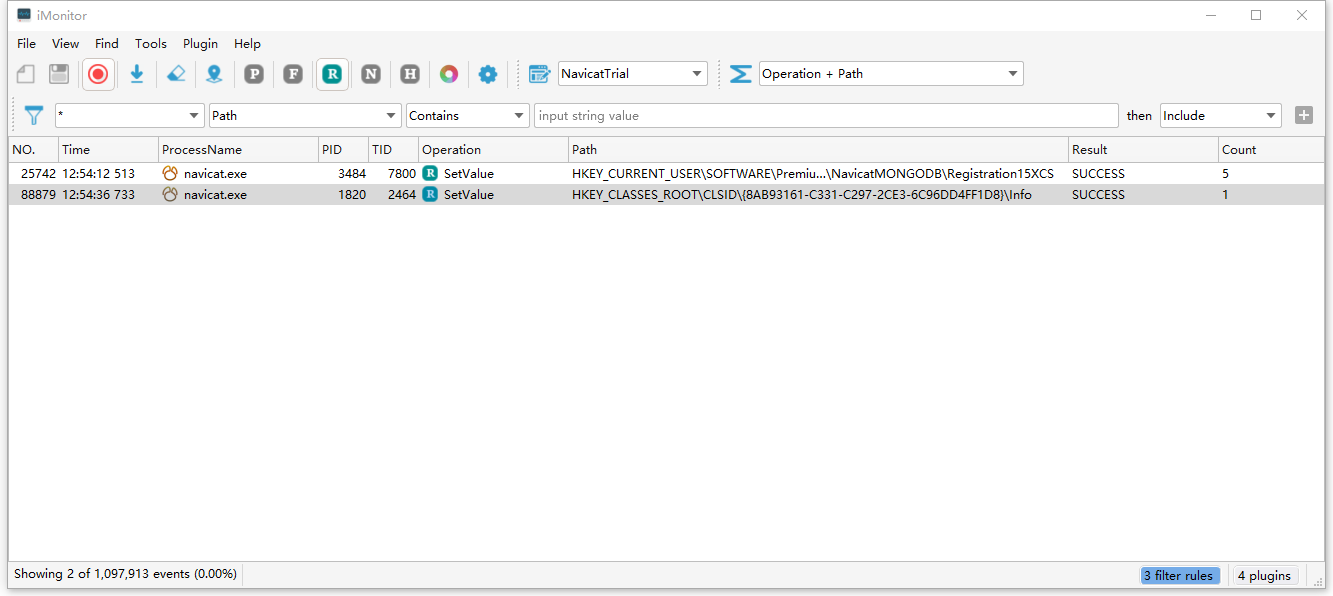 iMonitor
File View Find Tools Plugin Help
P F R N H NavicatTrial Operation + Path
* Path Contains input string value then Include
NO. Time ProcessName PID TID Operation Path Result Count
25742 12:54:12 513 navicat.exe 3484 7800 R SetValue HKEY_CURRENT_USER\SOFTWARE\Premiu...\NavicatMONGODB\Registration15XCS SUCCESS 5
88879 12:54:36 733 navicat.exe 1820 2464 R SetValue HKEY_CLASSES_ROOT\CLSID\{8AB93161-C331-C297-2CE3-6C96DD4FF1D8}\Info SUCCESS 1
Showing 2 of 1,097,913 events (0.00%) 3 filter rules 4 plugins